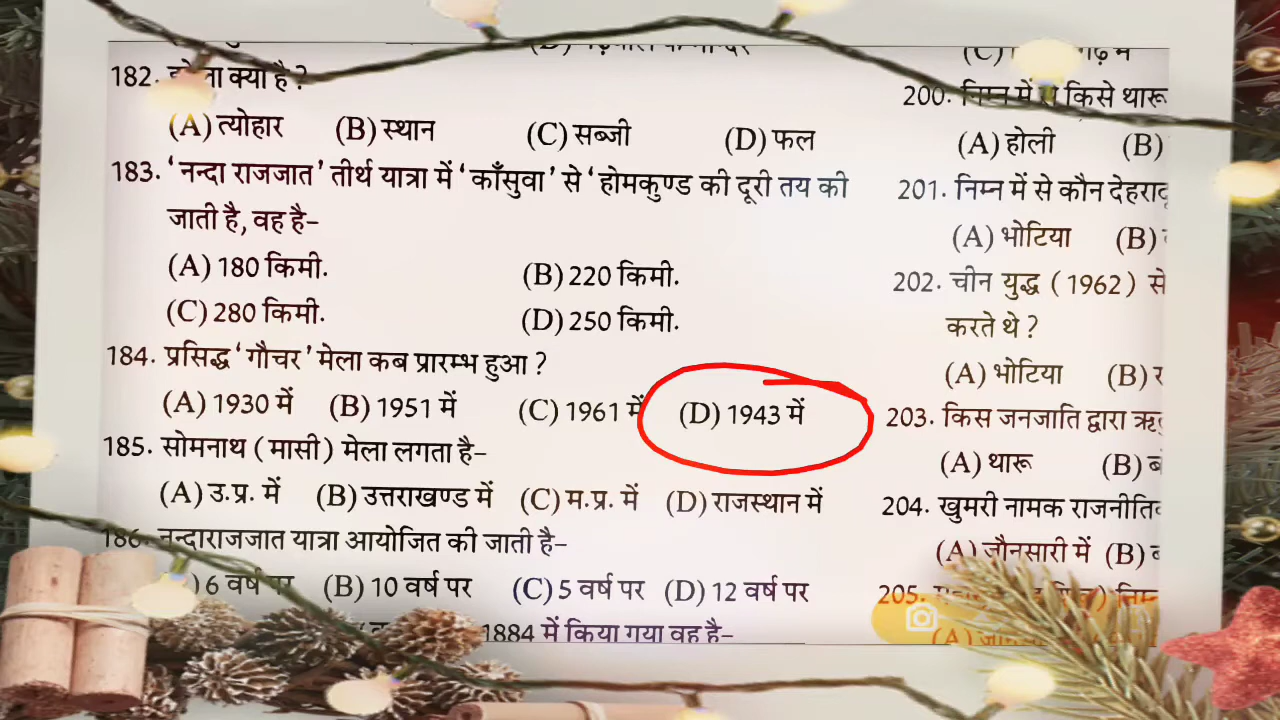 182. क्या है ?
(A) त्योहार (B) स्थान (C) सब्जी (D) फल
183. ‘नन्दा राजजात’ तीर्थ यात्रा में ‘काँसुवा’ से ‘होमकुण्ड की दूरी तय की
जाती है, वह है–
(A) 180 किमी. (B) 220 किमी.
(C) 280 किमी. (D) 250 किमी.
184. प्रसिद्ध ‘गौचर’ मेला कब प्रारम्भ हुआ ?
(A) 1930 में (B) 1951 में (C) 1961 में (D) 1943 में
185. सोमनाथ (मासी) मेला लगता है–
(A) उ.प्र. में (B) उत्तराखण्ड में (C) म.प्र. में (D) राजस्थान में
186. नन्दाराजजात यात्रा आयोजित की जाती है–
6 वर्ष पर (B) 10 वर्ष पर (C) 5 वर्ष पर (D) 12 वर्ष पर
1884 में किया गया वह है–
(C)
200. निम्न में से किसे थारू
(A) होली (B)
201. निम्न में से कौन
(A) भोटिया (B)
202. चीन युद्ध (1962) से
करते थे ?
(A) भोटिया (B)
203. किस जनजाति द्वारा
(A) थारू (B)
204. खुमरी नामक
(A) जौनसारी में (B)
205.
(A)